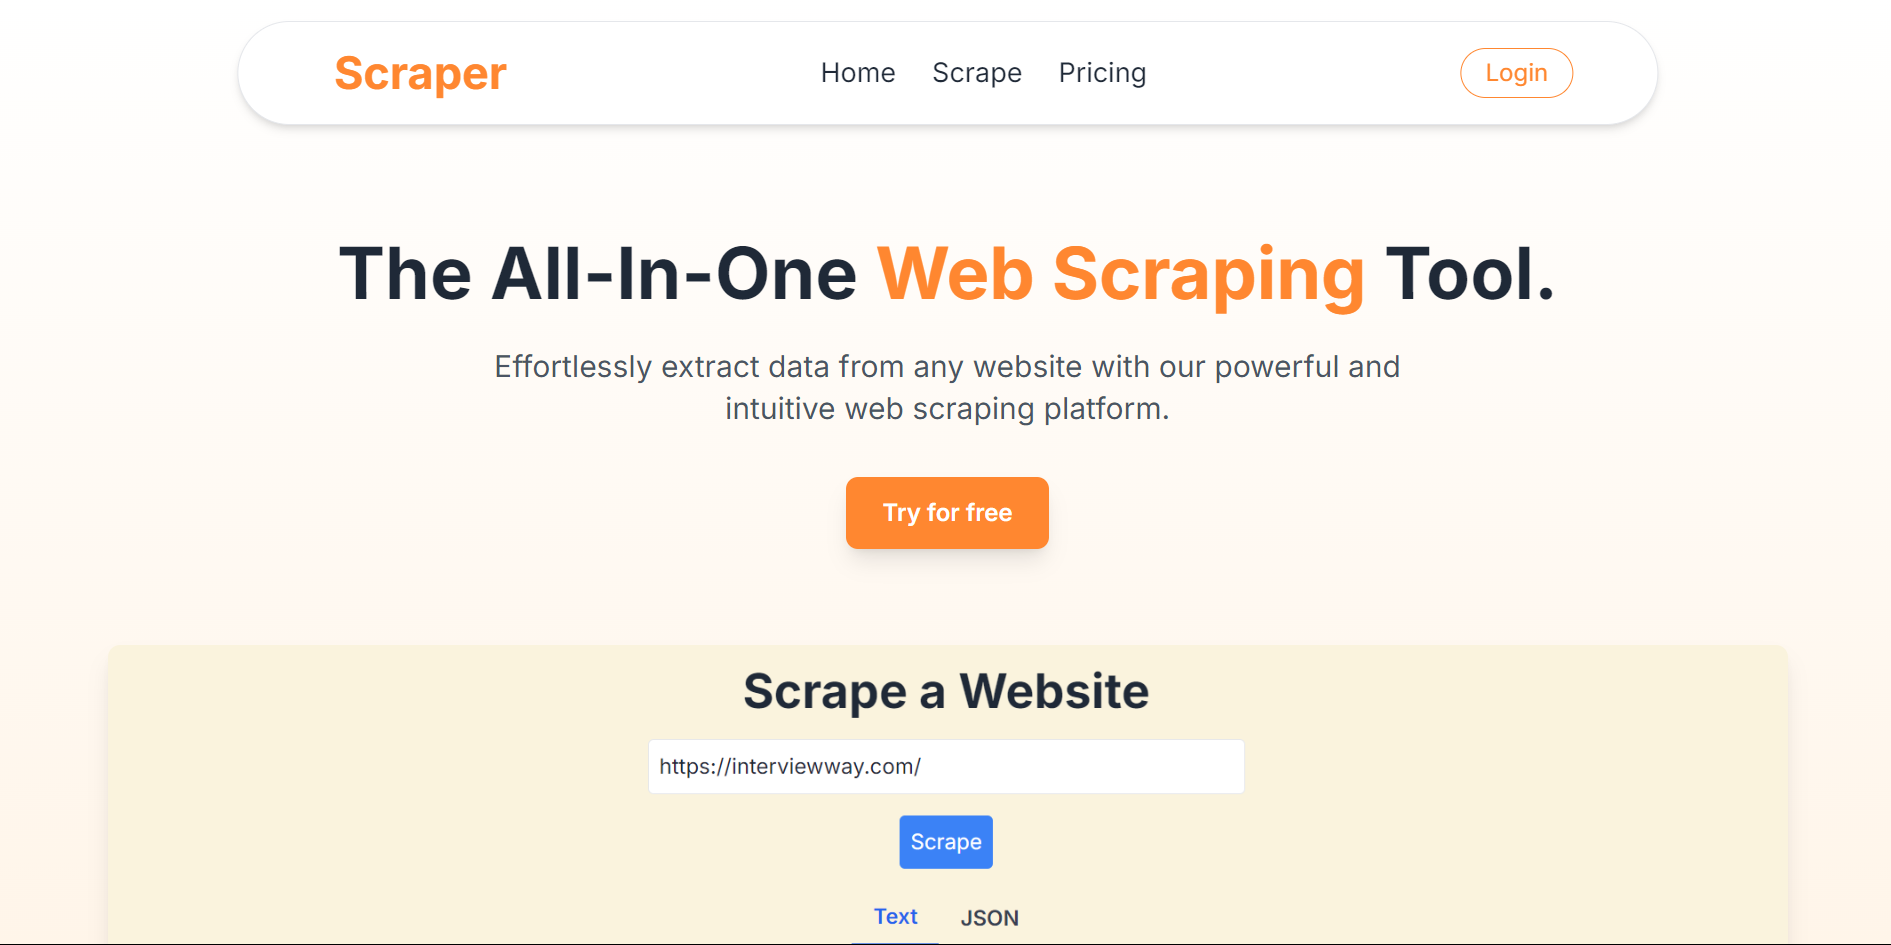 Scraper
Home Scrape Pricing
Login
The All-In-One Web Scraping Tool.
Effortlessly extract data from any website with our powerful and
intuitive web scraping platform.
Try for free
Scrape a Website
https://interviewway.com/
Scrape
Text JSON